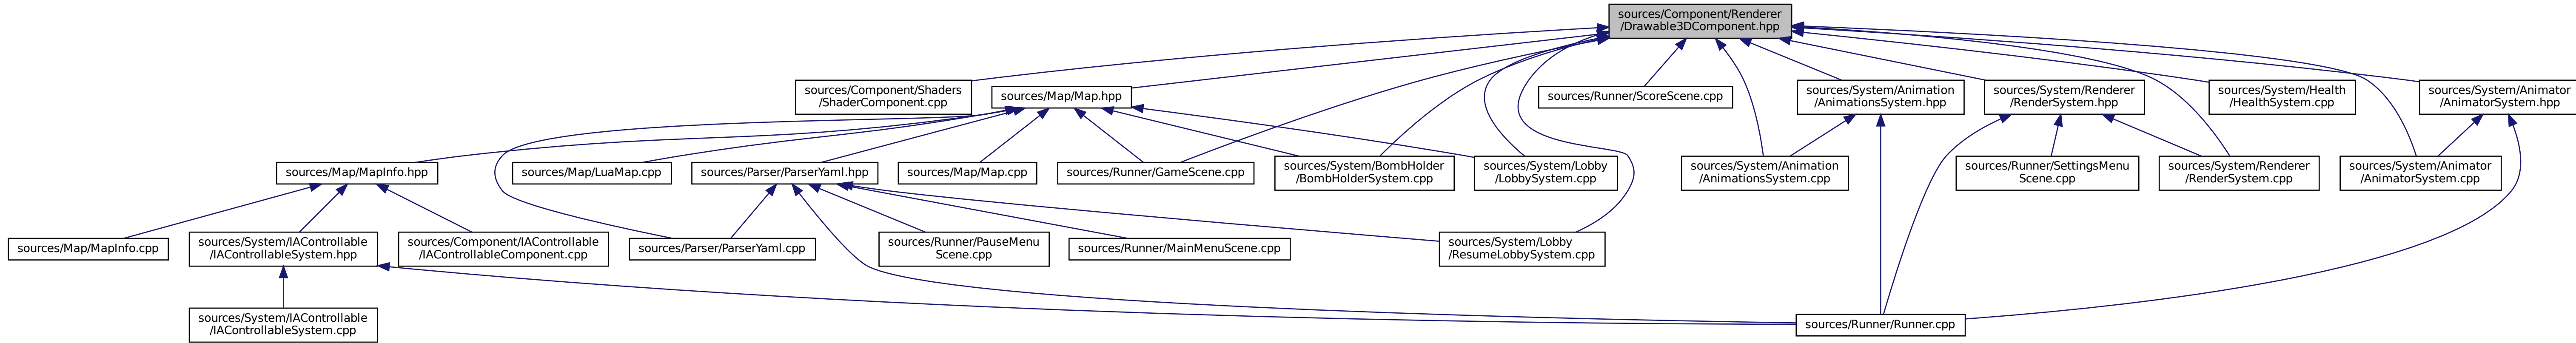 sources/Component/Renderer
/Drawable3DComponent.hpp
sources/Component/Shaders
/ShaderComponent.cpp
sources/Map/Map.hpp
sources/Runner/ScoreScene.cpp
sources/System/Animation
/AnimationsSystem.hpp
sources/System/Renderer
/RenderSystem.hpp
sources/System/Health
/HealthSystem.cpp
sources/System/Animator
/AnimatorSystem.hpp
sources/Map/MapInfo.hpp
sources/Map/LuaMap.cpp
sources/Parser/ParserYaml.hpp
sources/Map/Map.cpp
sources/Runner/GameScene.cpp
sources/System/BombHolder
/BombHolderSystem.cpp
sources/System/Lobby
/LobbySystem.cpp
sources/System/Animation
/AnimationsSystem.cpp
sources/Runner/SettingsMenu
Scene.cpp
sources/System/Renderer
/RenderSystem.cpp
sources/System/Animator
/AnimatorSystem.cpp
sources/Map/MapInfo.cpp
sources/System/IAControllable
/IAControllableSystem.hpp
sources/Component/IAControllable
/IAControllableComponent.cpp
sources/Parser/ParserYaml.cpp
sources/Runner/PauseMenu
Scene.cpp
sources/Runner/MainMenuScene.cpp
sources/System/Lobby
/ResumeLobbySystem.cpp
sources/System/IAControllable
/IAControllableSystem.cpp
sources/Runner/Runner.cpp